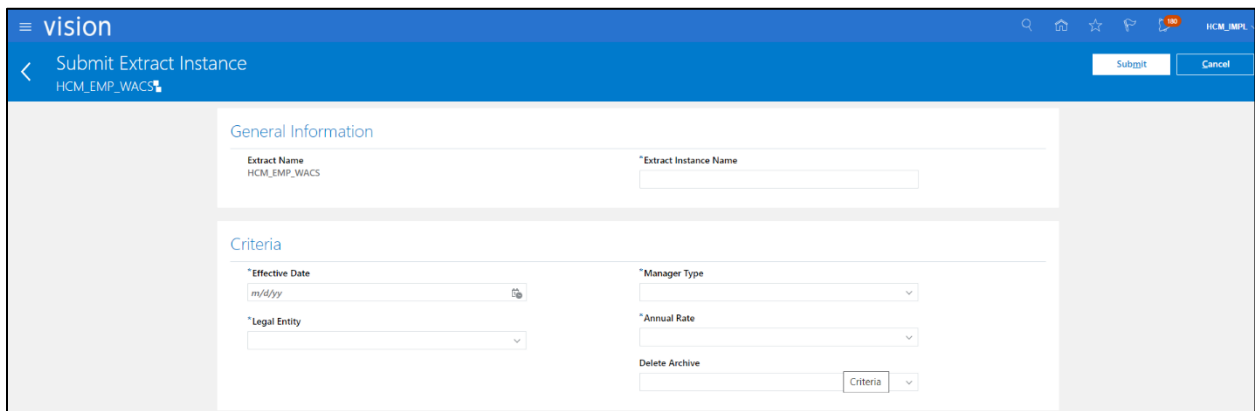 vision
180
HCM_IMPL
Submit Extract Instance
HCM_EMP_WACS
Submit
Cancel
General Information
Extract Name
HCM_EMP_WACS
*Extract Instance Name
Criteria
*Effective Date
m/d/yy
*Manager Type
*Legal Entity
*Annual Rate
Delete Archive
Criteria